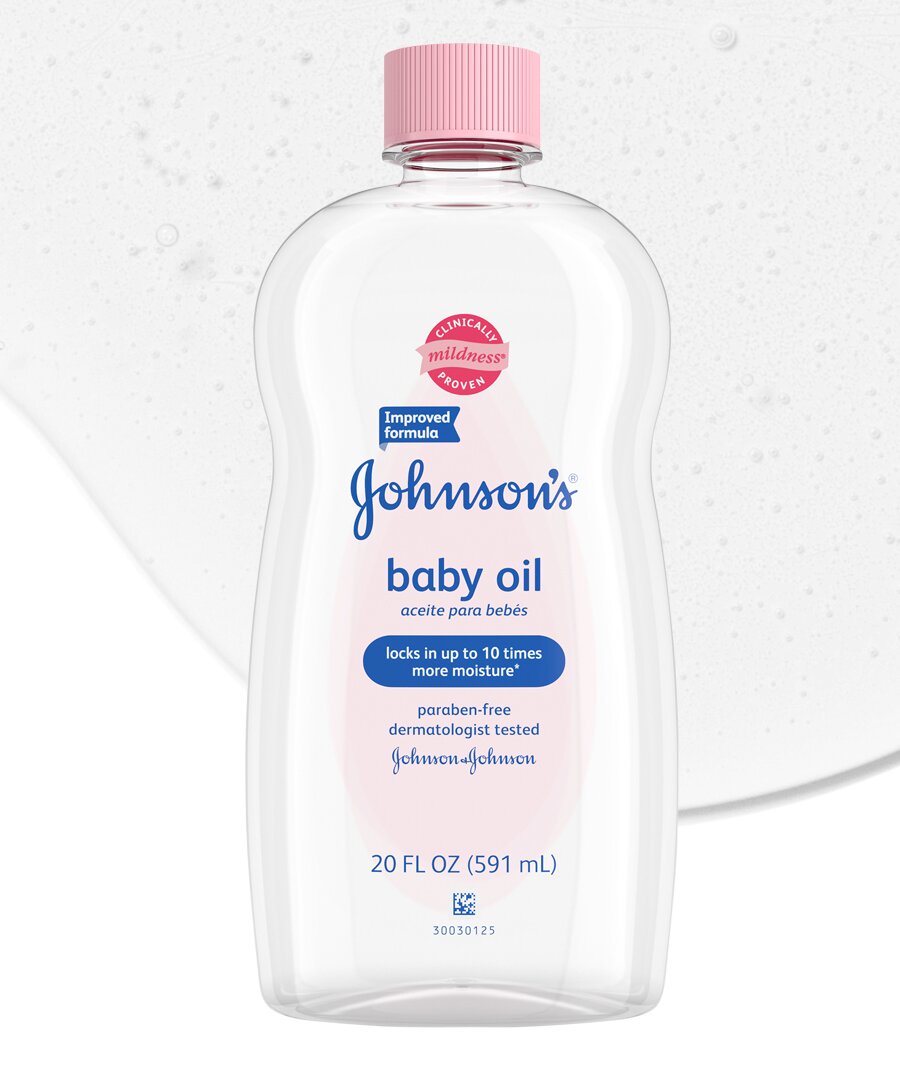 CLINICALLY
mildness®
PROVEN
Improved
formula
Johnson's®
baby oil
aceite para bebés
locks in up to 10 times
more moisture*
paraben-free
dermatologist tested
Johnson & Johnson
20 FL OZ (591 mL)
30030125